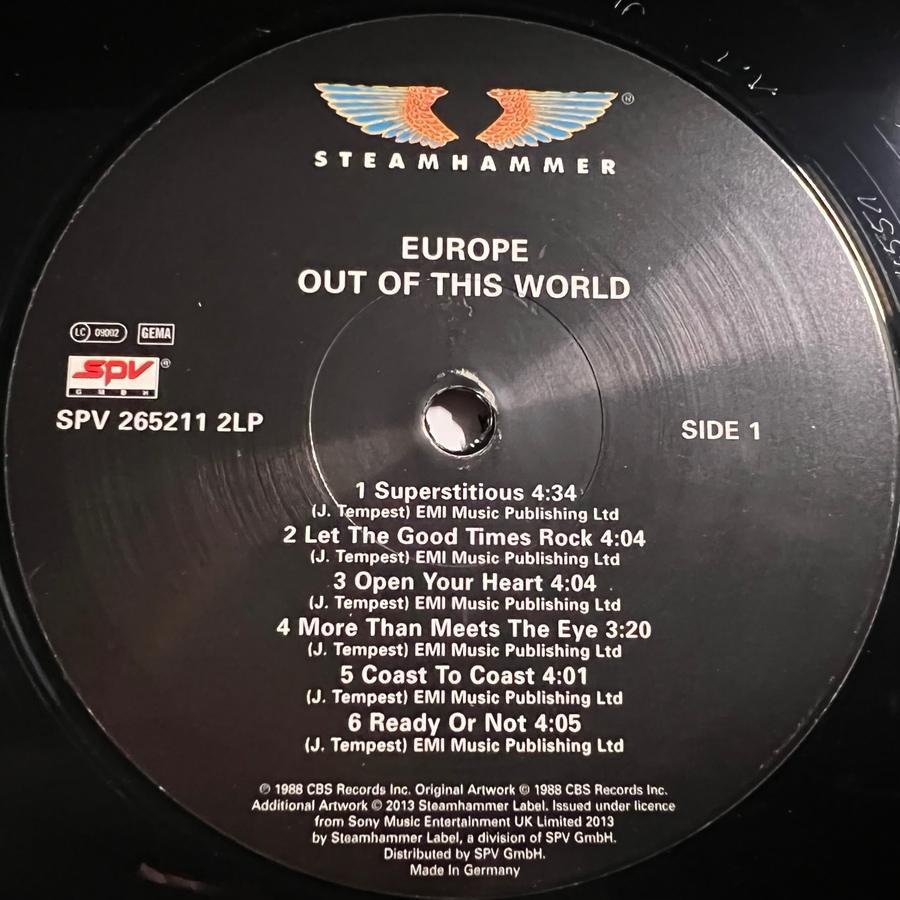 STEAMHAMMER ®
EUROPE
OUT OF THIS WORLD
LC 09002 GEMA
SPV ®
GMBH
SPV 265211 2LP
SIDE 1
1 Superstitious 4:34
(J. Tempest) EMI Music Publishing Ltd
2 Let The Good Times Rock 4:04
(J. Tempest) EMI Music Publishing Ltd
3 Open Your Heart 4:04
(J. Tempest) EMI Music Publishing Ltd
4 More Than Meets The Eye 3:20
(J. Tempest) EMI Music Publishing Ltd
5 Coast To Coast 4:01
(J. Tempest) EMI Music Publishing Ltd
6 Ready Or Not 4:05
(J. Tempest) EMI Music Publishing Ltd
℗ 1988 CBS Records Inc. Original Artwork © 1988 CBS Records Inc.
Additional Artwork © 2013 Steamhammer Label. Issued under licence
from Sony Music Entertainment UK Limited 2013
by Steamhammer Label, a division of SPV GmbH.
Distributed by SPV GmbH.
Made In Germany